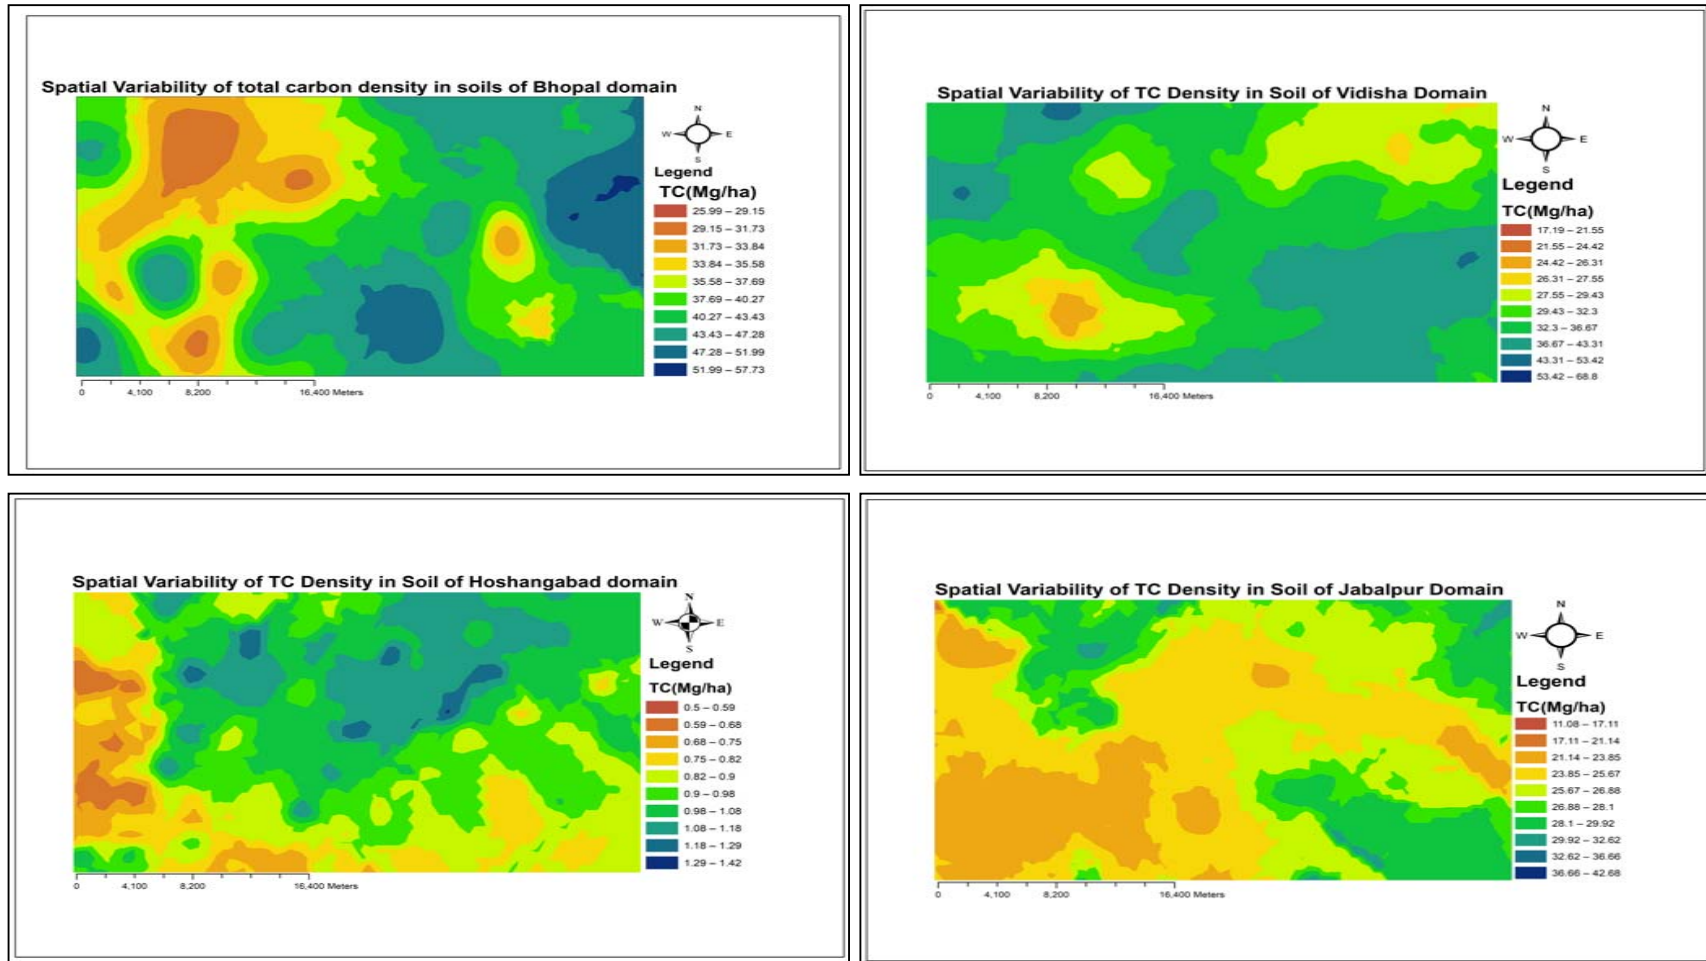 Spatial Variability of total carbon density in soils of Bhopal domain
N
W E
S
Legend
TC(Mg/ha)
25.99 – 29.15
29.15 – 31.73
31.73 – 33.84
33.84 – 35.58
35.58 – 37.69
37.69 – 40.27
40.27 – 43.43
43.43 – 47.28
47.28 – 51.99
51.99 – 57.73
0 4,100 8,200 16,400 Meters
Spatial Variability of TC Density in Soil of Vidisha Domain
N
W E
S
Legend
TC(Mg/ha)
17.19 – 21.55
21.55 – 24.42
24.42 – 26.31
26.31 – 27.55
27.55 – 29.43
29.43 – 32.3
32.3 – 36.67
36.67 – 43.31
43.31 – 53.42
53.42 – 68.8
0 4,100 8,200 16,400 Meters
Spatial Variability of TC Density in Soil of Hoshangabad domain
N
W E
S
Legend
TC(Mg/ha)
0.5 – 0.59
0.59 – 0.68
0.68 – 0.75
0.75 – 0.82
0.82 – 0.9
0.9 – 0.98
0.98 – 1.08
1.08 – 1.18
1.18 – 1.29
1.29 – 1.42
0 4,100 8,200 16,400 Meters
Spatial Variability of TC Density in Soil of Jabalpur Domain
N
W E
S
Legend
TC(Mg/ha)
11.08 – 17.11
17.11 – 21.14
21.14 – 23.85
23.85 – 25.67
25.67 – 26.88
26.88 – 28.1
28.1 – 29.92
29.92 – 32.62
32.62 – 36.66
36.66 – 42.68
0 4,100 8,200 16,400 Meters